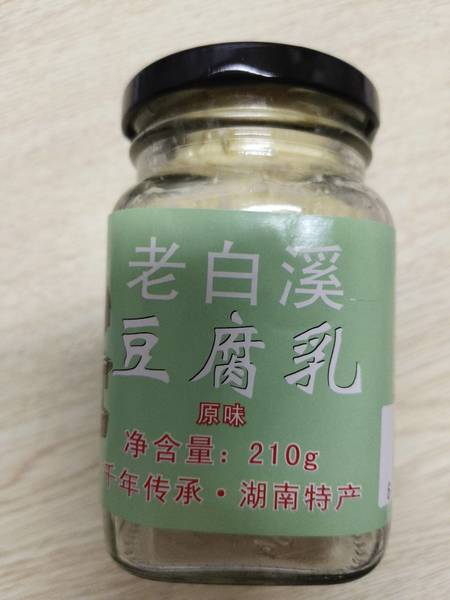 老白溪
豆腐乳
原味
净含量：210g
千年传承·湖南特产